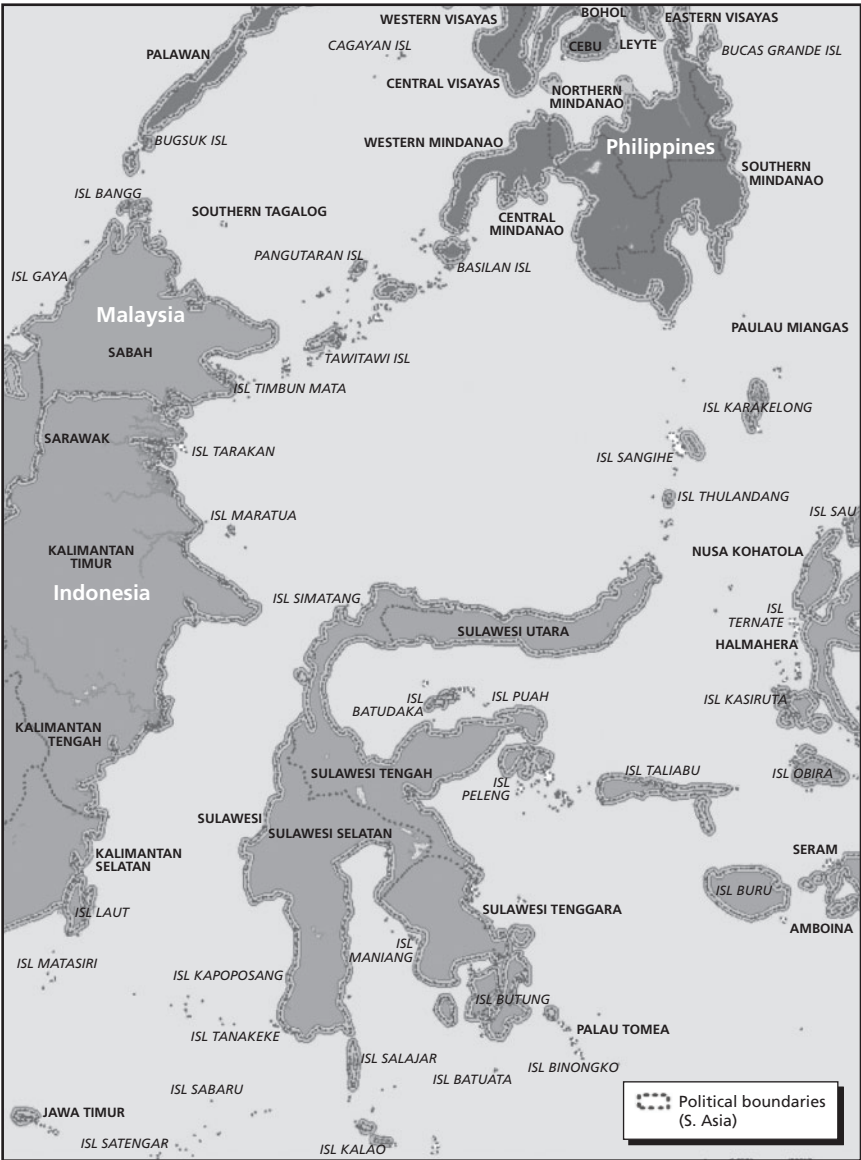 WESTERN VISAYAS
BOHOL
EASTERN VISAYAS
CAGAYAN ISL
CEBU
LEYTE
BUCAS GRANDE ISL
PALAWAN
CENTRAL VISAYAS
NORTHERN
MINDANAO
BUGSUK ISL
WESTERN MINDANAO
Philippines
SOUTHERN
MINDANAO
ISL BANGG
SOUTHERN TAGALOG
CENTRAL
MINDANAO
PANGUTARAN ISL
BASILAN ISL
ISL GAYA
Malaysia
PAULAU MIANGAS
SABAH
TAWITAWI ISL
ISL TIMBUN MATA
ISL KARAKELONG
SARAWAK
ISL TARAKAN
ISL SANGIHE
ISL THULANDANG
ISL MARATUA
ISL SAU
KALIMANTAN
TIMUR
NUSA KOHATOLA
Indonesia
ISL SIMATANG
ISL
TERNATE
SULAWESI UTARA
HALMAHERA
ISL
BATUDAKA
ISL PUAH
ISL KASIRUTA
KALIMANTAN
TENGAH
SULAWESI TENGAH
ISL
PELENG
ISL TALIABU
ISL OBIRA
SULAWESI
SULAWESI SELATAN
KALIMANTAN
SELATAN
SERAM
ISL BURU
ISL LAUT
SULAWESI TENGGARA
AMBOINA
ISL
MANIANG
ISL MATASIRI
ISL KAPOPOSANG
ISL BUTUNG
ISL TANAKEKE
PALAU TOMEA
ISL SALAJAR
ISL BINONGKO
ISL BATUATA
ISL SABARU
JAWA TIMUR
ISL SATENGAR
ISL KALAO
Political boundaries
(S. Asia)